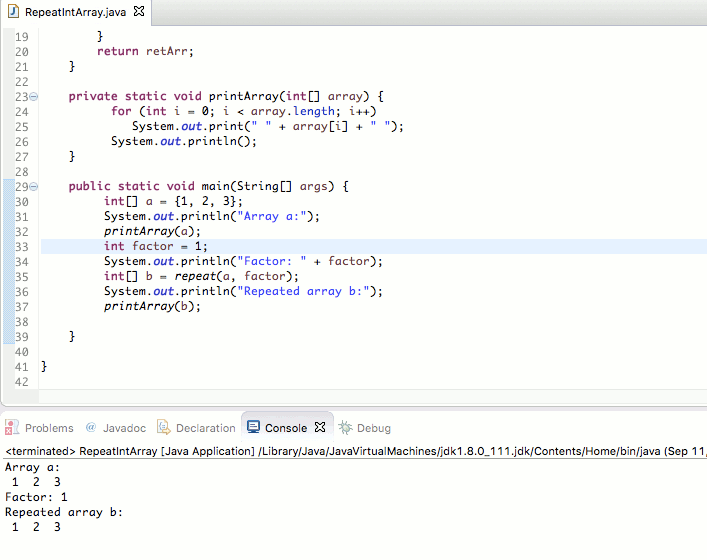 RepeatIntArray.java
19 }
20 return retArr;
21 }
22
23 private static void printArray(int[] array) {
24 for (int i = 0; i < array.length; i++)
25 System.out.print(" " + array[i] + " ");
26 System.out.println();
27 }
28
29 public static void main(String[] args) {
30 int[] a = {1, 2, 3};
31 System.out.println("Array a:");
32 printArray(a);
33 int factor = 1;
34 System.out.println("Factor: " + factor);
35 int[] b = repeat(a, factor);
36 System.out.println("Repeated array b:");
37 printArray(b);
38
39 }
40
41 }
42
Problems @ Javadoc Declaration Console Debug
<terminated> RepeatIntArray [Java Application] /Library/Java/JavaVirtualMachines/jdk1.8.0_111.jdk/Contents/Home/bin/java (Sep 11,
Array a:
1 2 3
Factor: 1
Repeated array b:
1 2 3